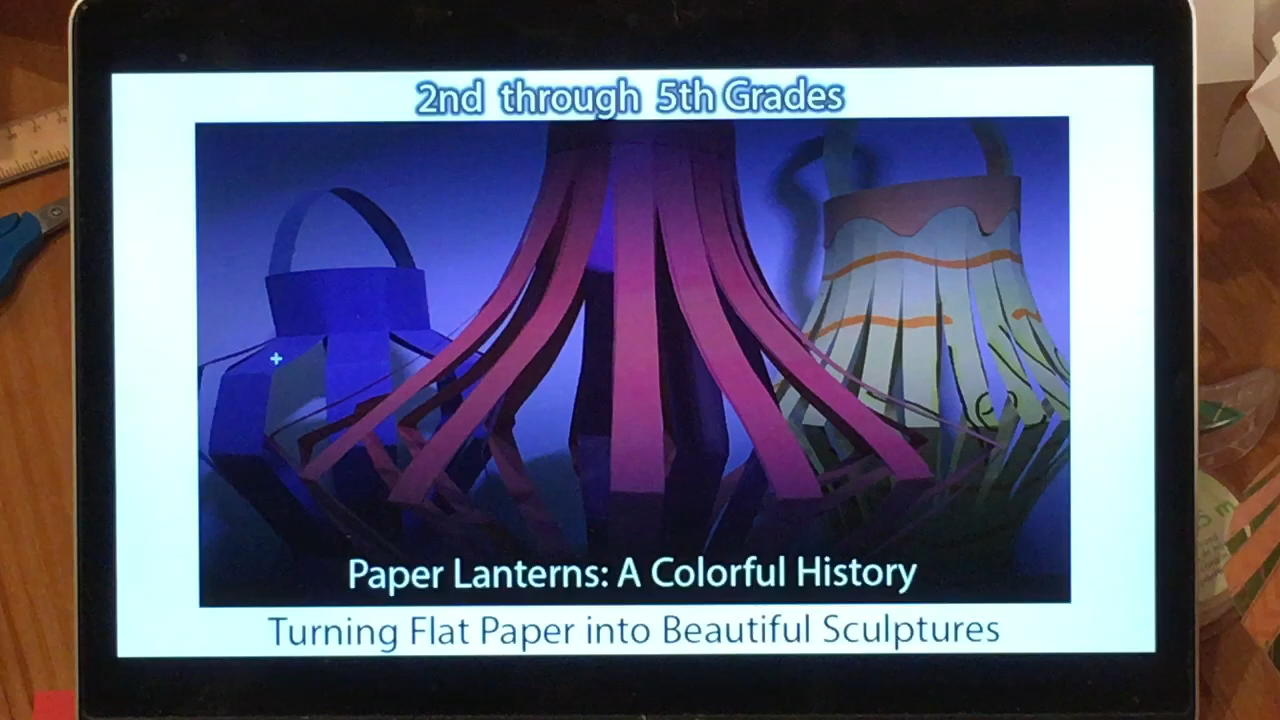 2nd through 5th Grades
Paper Lanterns: A Colorful History
Turning Flat Paper into Beautiful Sculptures